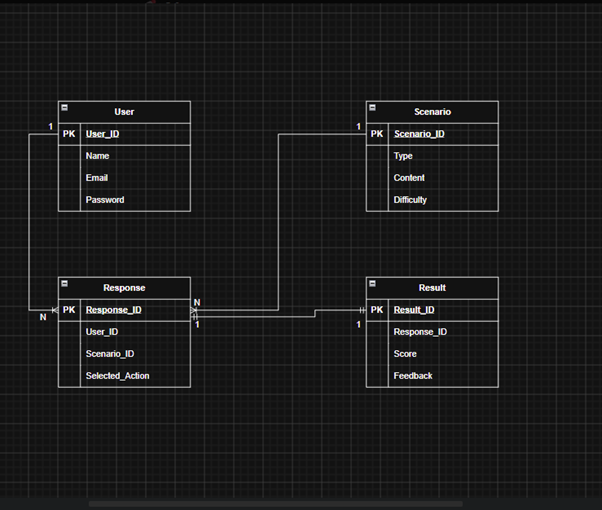 User
1
PK User_ID
Name
Email
Password
Scenario
1
PK Scenario_ID
Type
Content
Difficulty
Response
N
PK Response_ID
N
1
User_ID
Scenario_ID
Selected_Action
Result
PK Result_ID
1
Response_ID
Score
Feedback